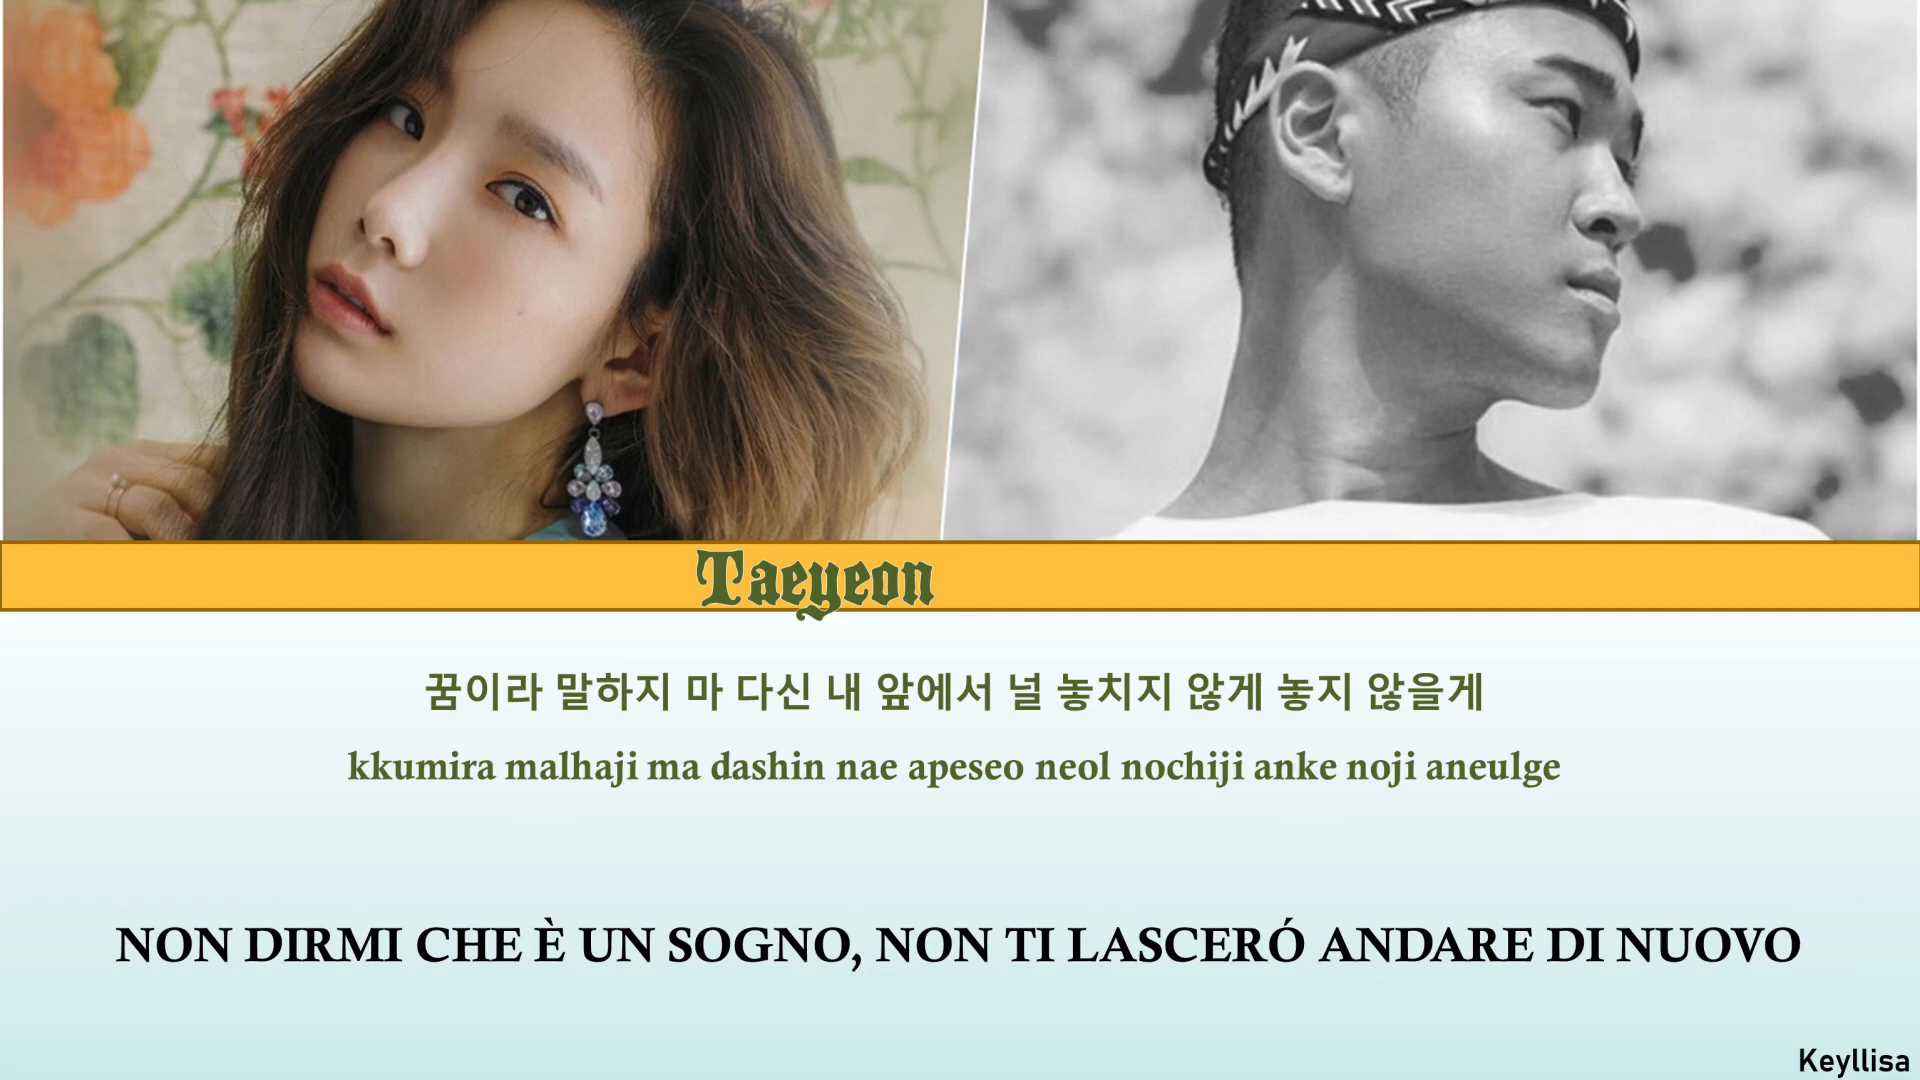 Taeyeon
꿈이라 말하지 마 다신 내 앞에서 널 놓치지 않게 놓지 않을게
kkumira malhaji ma dashin nae apeseo neol nochiji anke noji aneulge
NON DIRMI CHE È UN SOGNO, NON TI LASCERÓ ANDARE DI NUOVO
Keyllisa